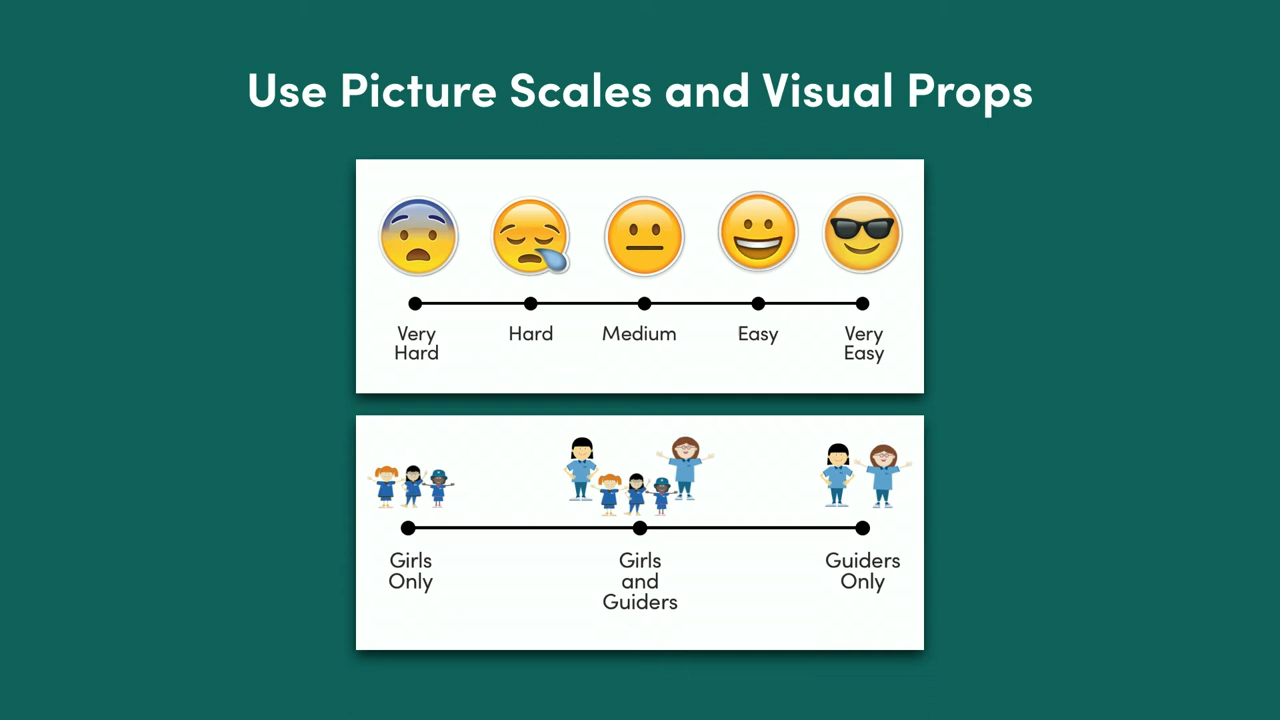 Use Picture Scales and Visual Props
Very
Hard
Hard
Medium
Easy
Very
Easy
Girls
Only
Girls
and
Guiders
Guiders
Only